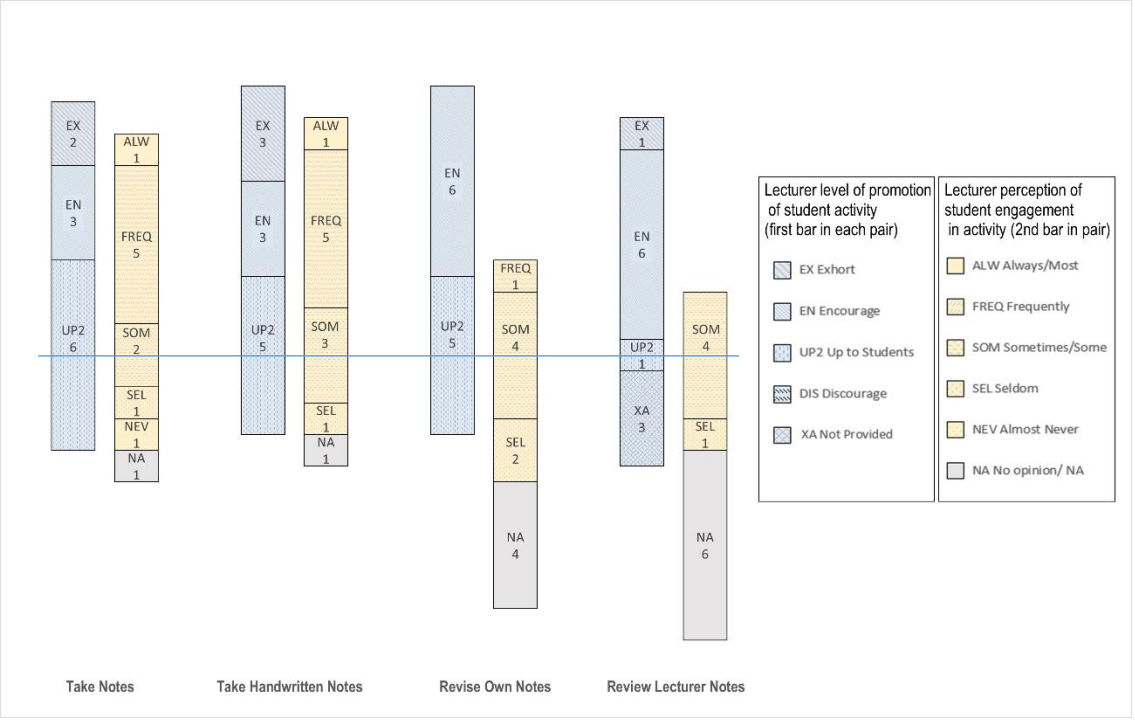 EX
2
EN
3
UP2
6
ALW
1
FREQ
5
SOM
2
SEL
1
NEV
1
NA
1
EX
3
EN
3
UP2
5
ALW
1
FREQ
5
SOM
3
SEL
1
NA
1
EN
6
UP2
5
FREQ
1
SOM
4
SEL
2
NA
4
EX
1
EN
6
UP2
1
XA
3
SOM
4
SEL
1
NA
6
Take Notes
Take Handwritten Notes
Revise Own Notes
Review Lecturer Notes
Lecturer level of promotion
of student activity
(first bar in each pair)
EX Exhort
EN Encourage
UP2 Up to Students
DIS Discourage
XA Not Provided
Lecturer perception of
student engagement
in activity (2nd bar in pair)
ALW Always/Most
FREQ Frequently
SOM Sometimes/Some
SEL Seldom
NEV Almost Never
NA No opinion/ NA